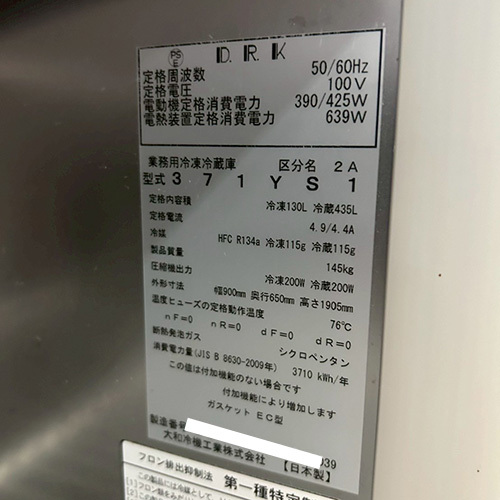 PS
E
D.R.K
定格周波数 50/60Hz
定格電圧 100V
電動機定格消費電力 390/425W
電熱装置定格消費電力 639W
業務用冷凍冷蔵庫 区分名 2A
型式 371YS1
定格内容積 冷凍130L 冷蔵435L
定格電流 4.9/4.4A
冷媒 HFC R134a 冷凍115g 冷蔵115g
製品質量 145kg
圧縮機出力 冷凍200W 冷蔵200W
外形寸法 幅900mm 奥行650mm 高さ1905mm
温度ヒューズの定格動作温度 76℃
nF=0 nR=0 dF=0 dR=0
断熱発泡ガス シクロペンタン
消費電力量(JIS B 8630-2009年) 3710 kWh/年
この値は付加機能のない場合です
付加機能により増加します
ガスケット EC型
製造番号 039
大和冷機工業株式会社 【日本製】
フロン排出抑制法 第一種特定